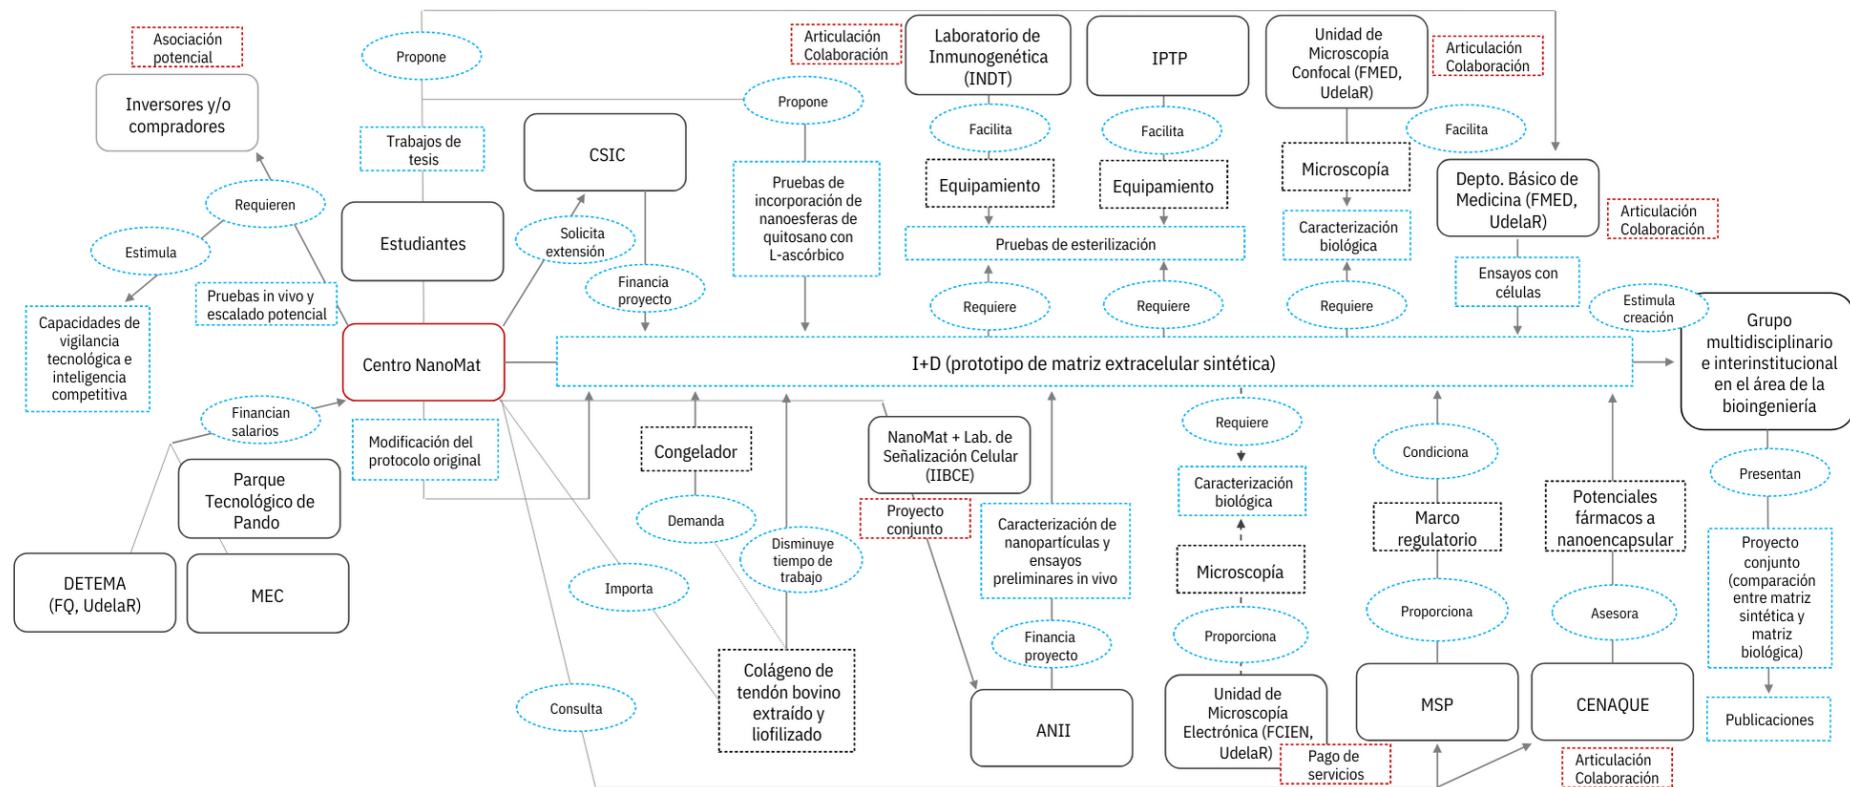 Asociación
potencial
Inversores y/o
compradores
Requieren
Estimula
Pruebas in vivo y
escalado potencial
Capacidades de
vigilancia
tecnológica e
inteligencia
competitiva
Propone
Trabajos de
tesis
Estudiantes
Centro NanoMat
Financian
salarios
Modificación del
protocolo original
Parque
Tecnológico de
Pando
DETEMA
(FQ, UdelaR)
MEC
CSIC
Solicita
extensión
Financia
proyecto
Propone
Pruebas de
incorporación de
nanoesferas de
quitosano con
L-ascórbico
Articulación
Colaboración
Laboratorio de
Inmunogenética
(INDT)
Facilita
Equipamiento
IPTP
Facilita
Equipamiento
Pruebas de esterilización
Requiere
Requiere
Unidad de
Microscopía
Confocal (FMED,
UdelaR)
Articulación
Colaboración
Facilita
Microscopía
Caracterización
biológica
Requiere
Depto. Básico de
Medicina (FMED,
UdelaR)
Articulación
Colaboración
Ensayos con
células
Estimula
creación
I+D (prototipo de matriz extracelular sintética)
Grupo
multidisciplinario
e interinstitucional
en el área de la
bioingeniería
Presentan
Proyecto
conjunto
(comparación
entre matriz
sintética y
matriz
biológica)
Publicaciones
Congelador
Demanda
Disminuye
tiempo de
trabajo
Importa
Consulta
Colágeno de
tendón bovino
extraído y
liofilizado
NanoMat + Lab. de
Señalización Celular
(IIBCE)
Proyecto
conjunto
Caracterización de
nanopartículas y
ensayos
preliminares in vivo
Financia
proyecto
ANII
Requiere
Caracterización
biológica
Microscopía
Proporciona
Unidad de
Microscopía
Electrónica (FCIEN,
UdelaR)
Pago de
servicios
Condiciona
Marco
regulatorio
Proporciona
MSP
Potenciales
fármacos a
nanoencapsular
Asesora
CENAQUE
Articulación
Colaboración